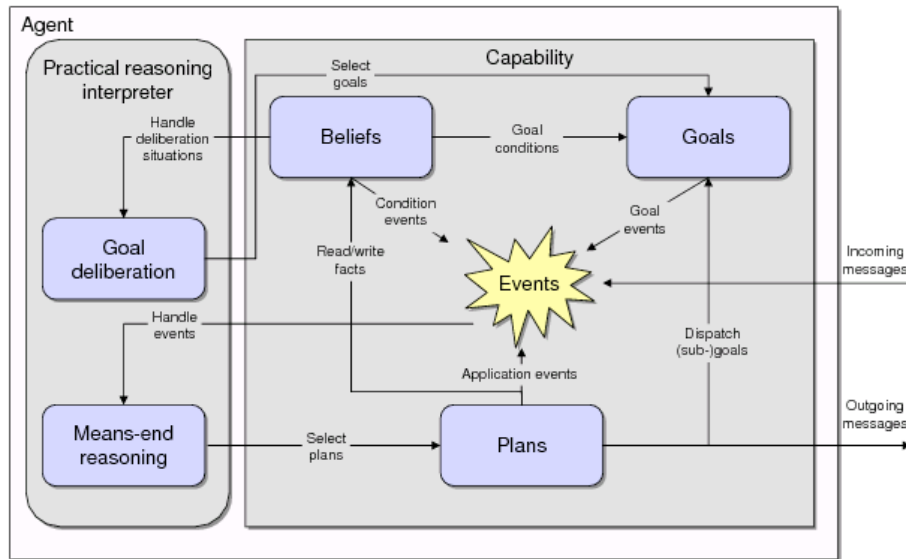 Agent
Practical reasoning
interpreter
Capability
Select
goals
Handle
deliberation
situations
Beliefs
Goal
conditions
Goals
Condition
events
Goal
events
Goal
deliberation
Read/write
facts
Events
Incoming
messages
Handle
events
Dispatch
(sub-)goals
Application events
Means-end
reasoning
Select
plans
Plans
Outgoing
messages